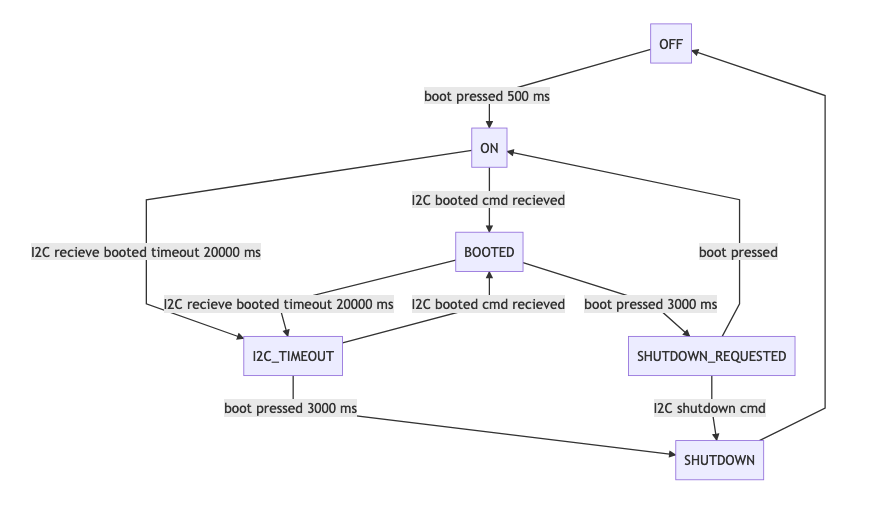 OFF
boot pressed 500 ms
ON
I2C booted cmd recieved
I2C recieve booted timeout 20000 ms
boot pressed
BOOTED
I2C recieve booted timeout 20000 ms
I2C booted cmd recieved
boot pressed 3000 ms
I2C_TIMEOUT
SHUTDOWN_REQUESTED
boot pressed 3000 ms
I2C shutdown cmd
SHUTDOWN